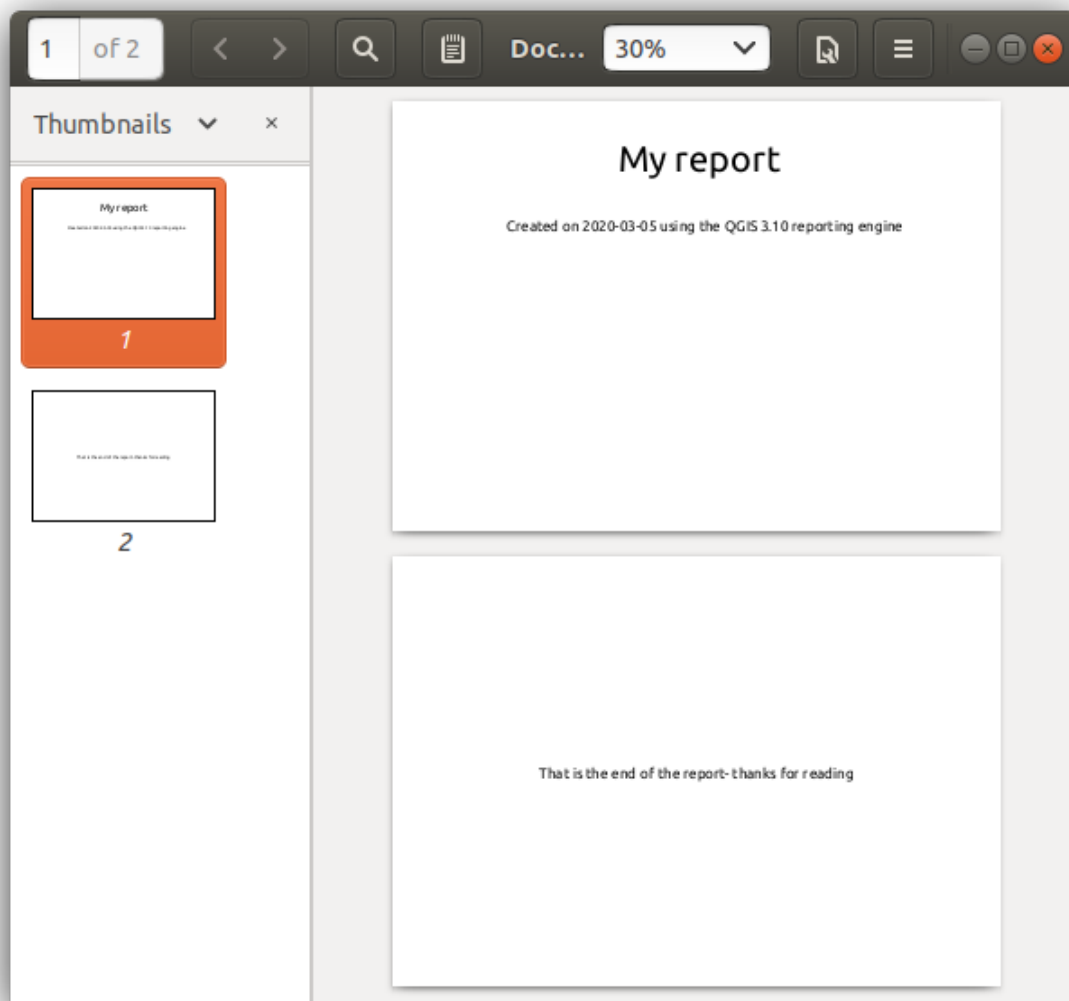 1 of 2
Doc...
30%
Thumbnails
My report
1
2
My report
Created on 2020-03-05 using the QGIS 3.10 reporting engine
That is the end of the report- thanks for reading